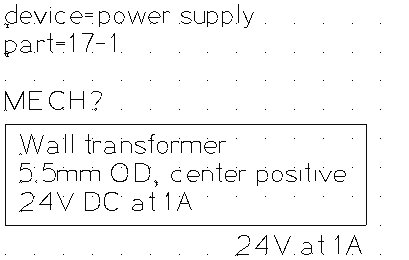 device=power supply
part=17-1
MECH?
Wall transformer
5.5mm OD, center positive
24V DC at 1A
24V at 1A